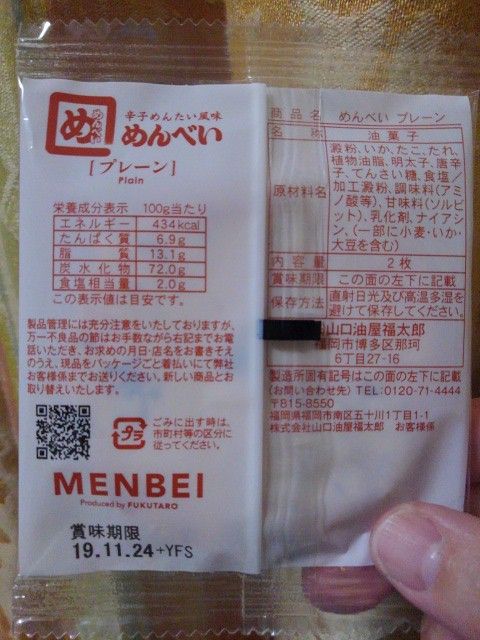 めんべい
め
辛子めんたい風味
めんべい
[プレーン]
Plain
栄養成分表示 100g当たり
エネルギー 434kcal
たんぱく質 6.9g
脂質 13.1g
炭水化物 72.0g
食塩相当量 2.0g
この表示値は目安です。
製品管理には充分注意をいたしておりますが、
万一不良品の節はお手数ながら右記までお電
話いただき、お求めの月日・店名をお書きそえ
のうえ、現品をパッケージごと着払いにて弊社
お客様係までお送りください。新しい商品とお
取り替えいたします。
プラ
ごみに出す時は、
市町村等の区分に
従ってください。
MENBEI
Produced by FUKUTARO
賞味期限
19.11.24+YFS
商品名 めんべい プレーン
名称 油菓子
原材料名 澱粉、いか、たこ、たれ、
植物油脂、明太子、脂辛
子、てんさい糖、食塩/
加工澱粉、調味料(アミ
ノ酸等)、甘味料(ソルビ
ット)、乳化剤、ナイアシ
ン、(一部に小麦・いか・
大豆を含む)
内容量 2枚
賞味期限 この面の左下に記載
保存方法 直射日光及び高温多湿を
避けて保存してください。
山口油屋福太郎
福岡市博多区那珂
6丁目27-16
製造所固有記号はこの面の左下に記載
(お問い合わせ)TEL:0120-71-4444
〒815-8550
福岡県福岡市南区五十川1丁目1-1
株式会社山口油屋福太郎 お客様係